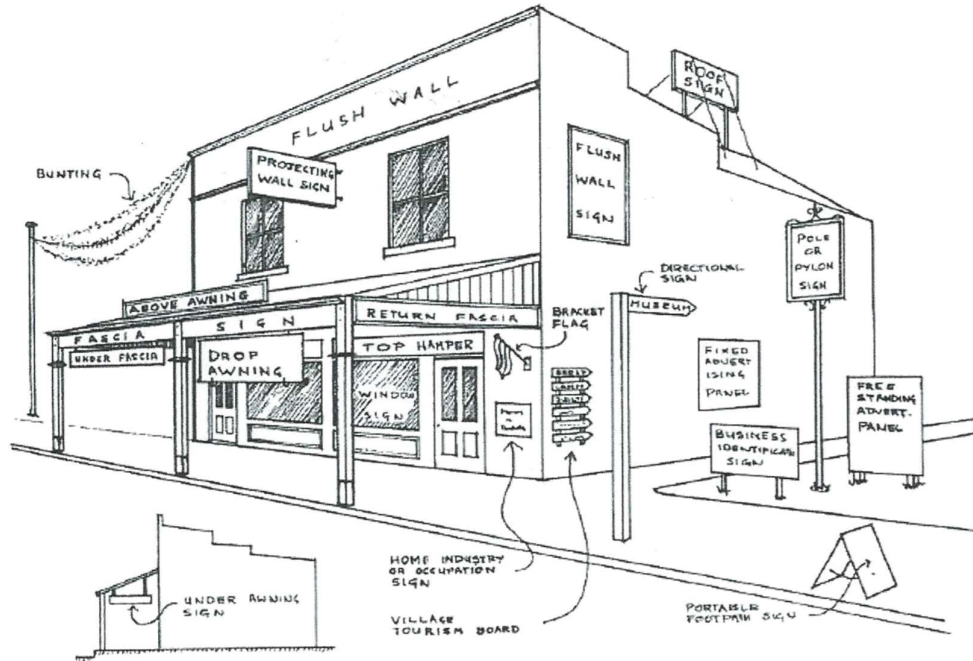 FLUSH WALL
ROOF
SIGN
PROJECTING
WALL SIGN
FLUSH
WALL
SIGN
BUNTING
POLE
OR
PYLON
SIGN
DIRECTIONAL
SIGN
MUSEUM
ABOVE AWNING
RETURN FASCIA
BRACKET
FLAG
FASCIA SIGN
UNDER FASCIA
DROP
AWNING
TOP HAMPER
WINDOW
SIGN
FIXED
ADVERT
ISING
PANEL
FREE
STANDING
ADVERT.
PANEL
BUSINESS
IDENTIFICATN
SIGN
HOME INDUSTRY
OR OCCUPATION
SIGN
VILLAGE
TOURISM BOARD
UNDER AWNING
SIGN
PORTABLE
FOOTPATH SIGN